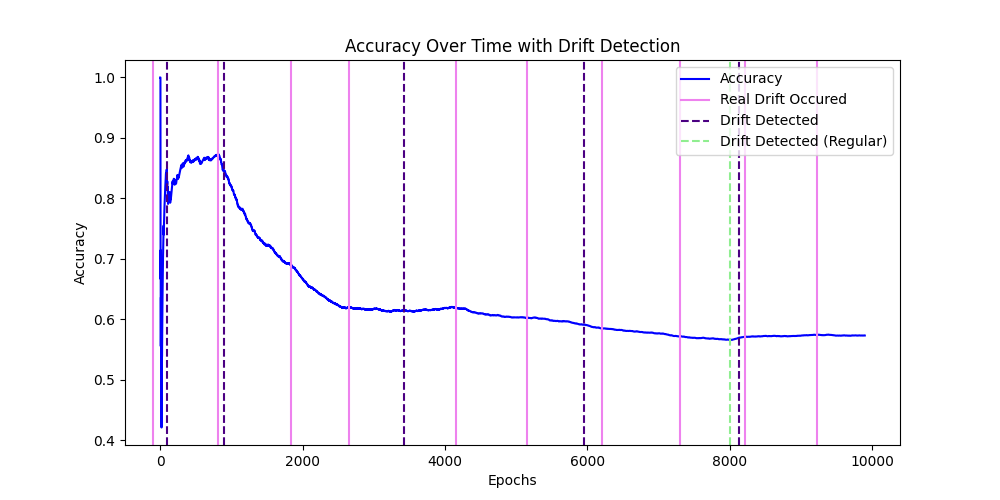 Accuracy Over Time with Drift Detection
Accuracy
Real Drift Occured
Drift Detected
Drift Detected (Regular)
1.0
0.9
0.8
0.7
0.6
0.5
0.4
Accuracy
0 2000 4000 6000 8000 10000
Epochs